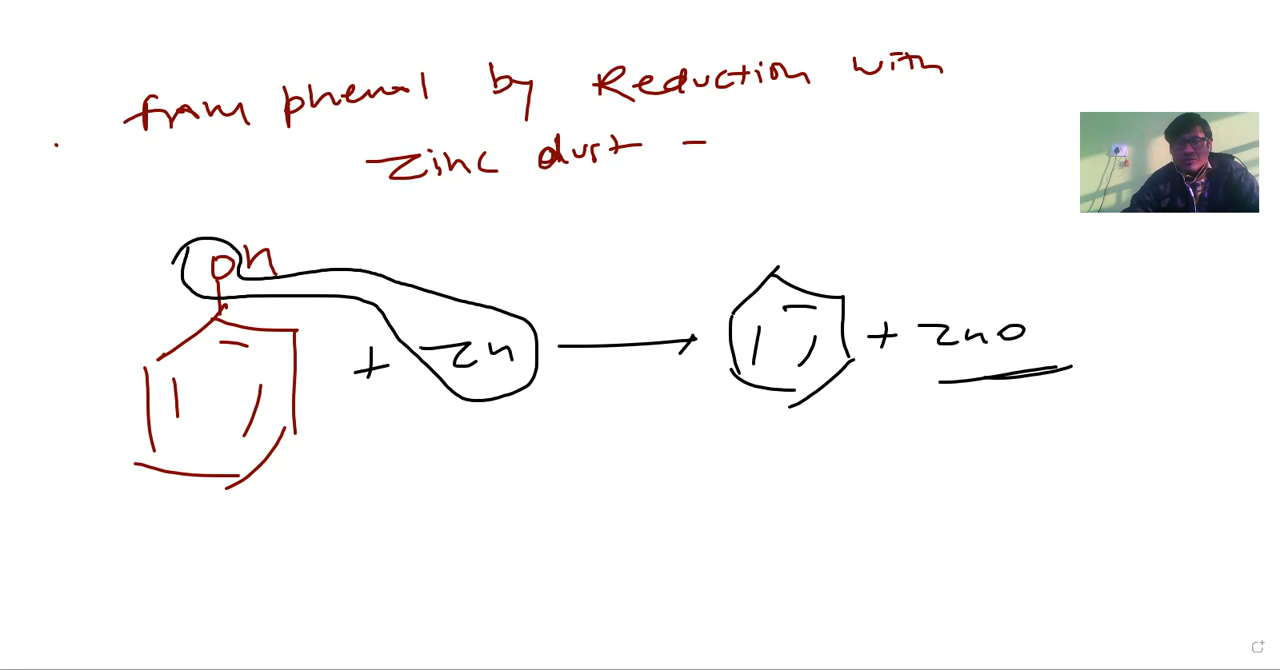 from phenol by Reduction with
Zinc dust -
OH
+ Zn → + ZnO